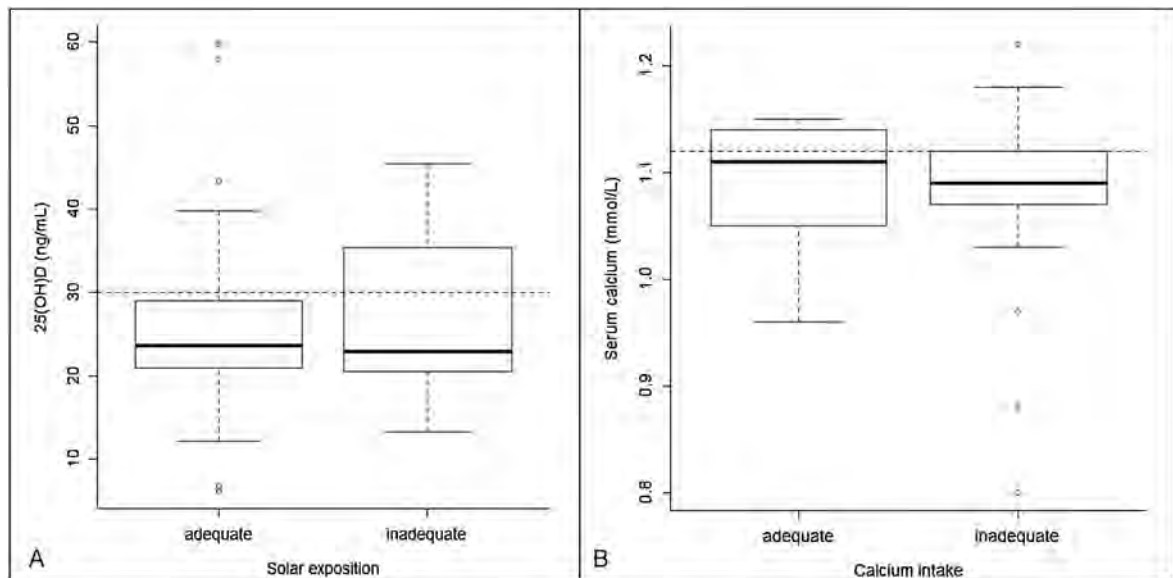 60
50
40
30
20
10
25(OH)D (ng/mL)
adequate
inadequate
Solar exposition
A
1.2
1.1
1.0
0.9
0.8
Serum calcium (mmol/L)
adequate
inadequate
Calcium intake
B